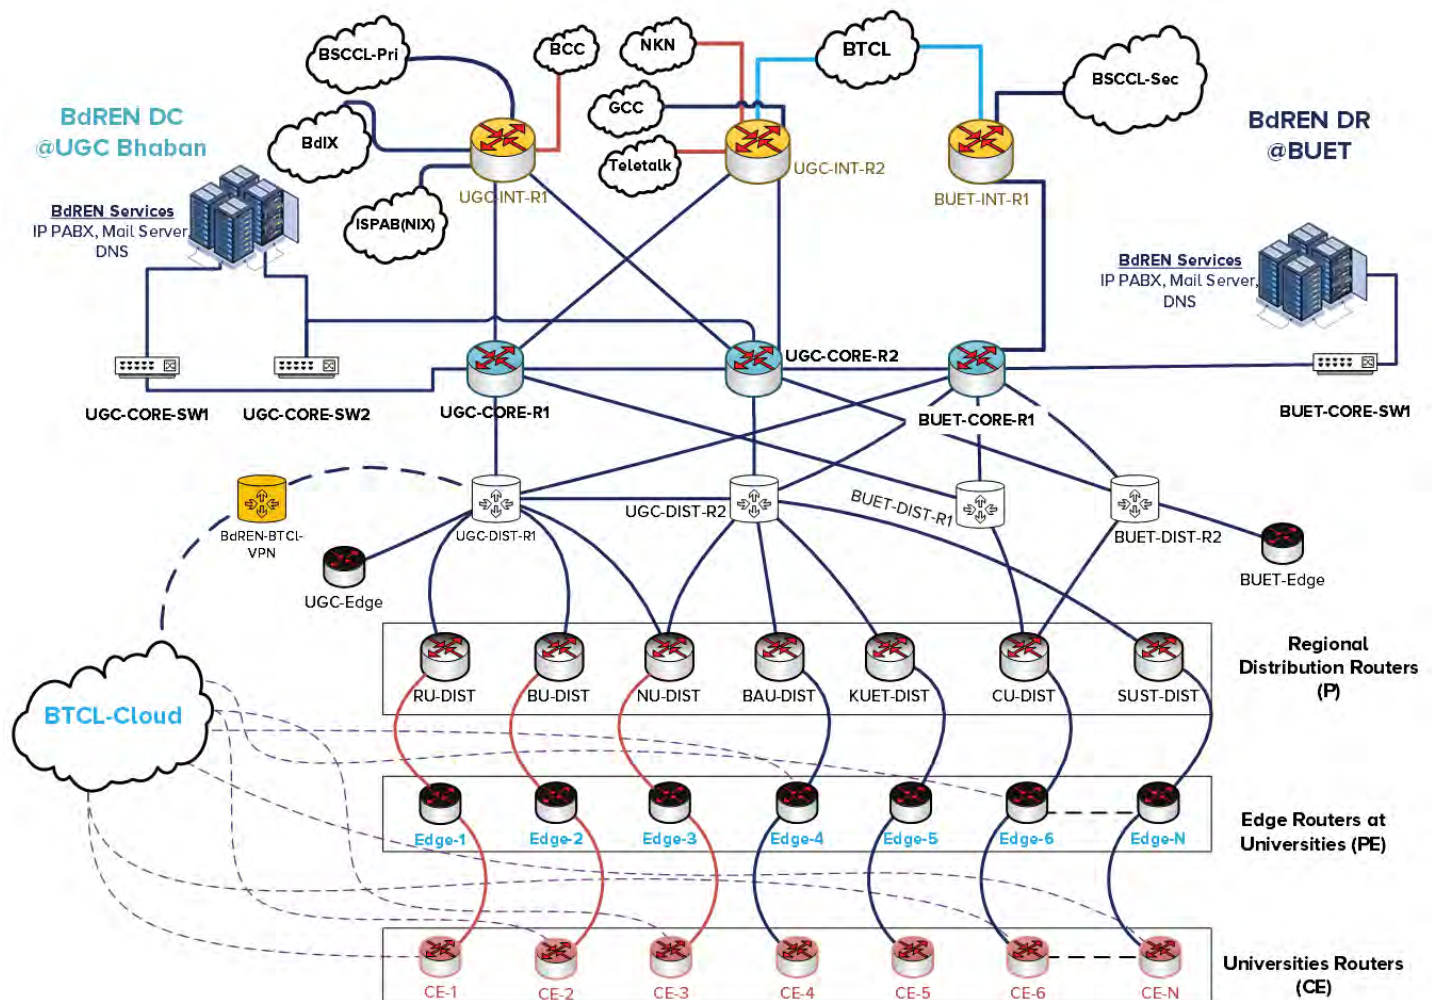 BSCCL-Pri
BCC
NKN
BTCL
BSCCL-Sec
GCC
BdIX
Teletalk
ISPAB(NIX)
BdREN DC
@UGC Bhaban
BdREN DR
@BUET
UGC-INT-R1
UGC-INT-R2
BUET-INT-R1
BdREN Services
IP PABX, Mail Server,
DNS
BdREN Services
IP PABX, Mail Server,
DNS
UGC-CORE-SW1
UGC-CORE-SW2
UGC-CORE-R1
UGC-CORE-R2
BUET-CORE-R1
BUET-CORE-SW1
BdREN-BTCl-
VPN
UGC-DIST-R1
UGC-DIST-R2
BUET-DIST-R1
BUET-DIST-R2
UGC-Edge
BUET-Edge
RU-DIST
BU-DIST
NU-DIST
BAU-DIST
KUET-DIST
CU-DIST
SUST-DIST
Regional
Distribution Routers
(P)
BTCL-Cloud
Edge-1
Edge-2
Edge-3
Edge-4
Edge-5
Edge-6
Edge-N
Edge Routers at
Universities (PE)
CE-1
CE-2
CE-3
CE-4
CE-5
CE-6
CE-N
Universities Routers
(CE)